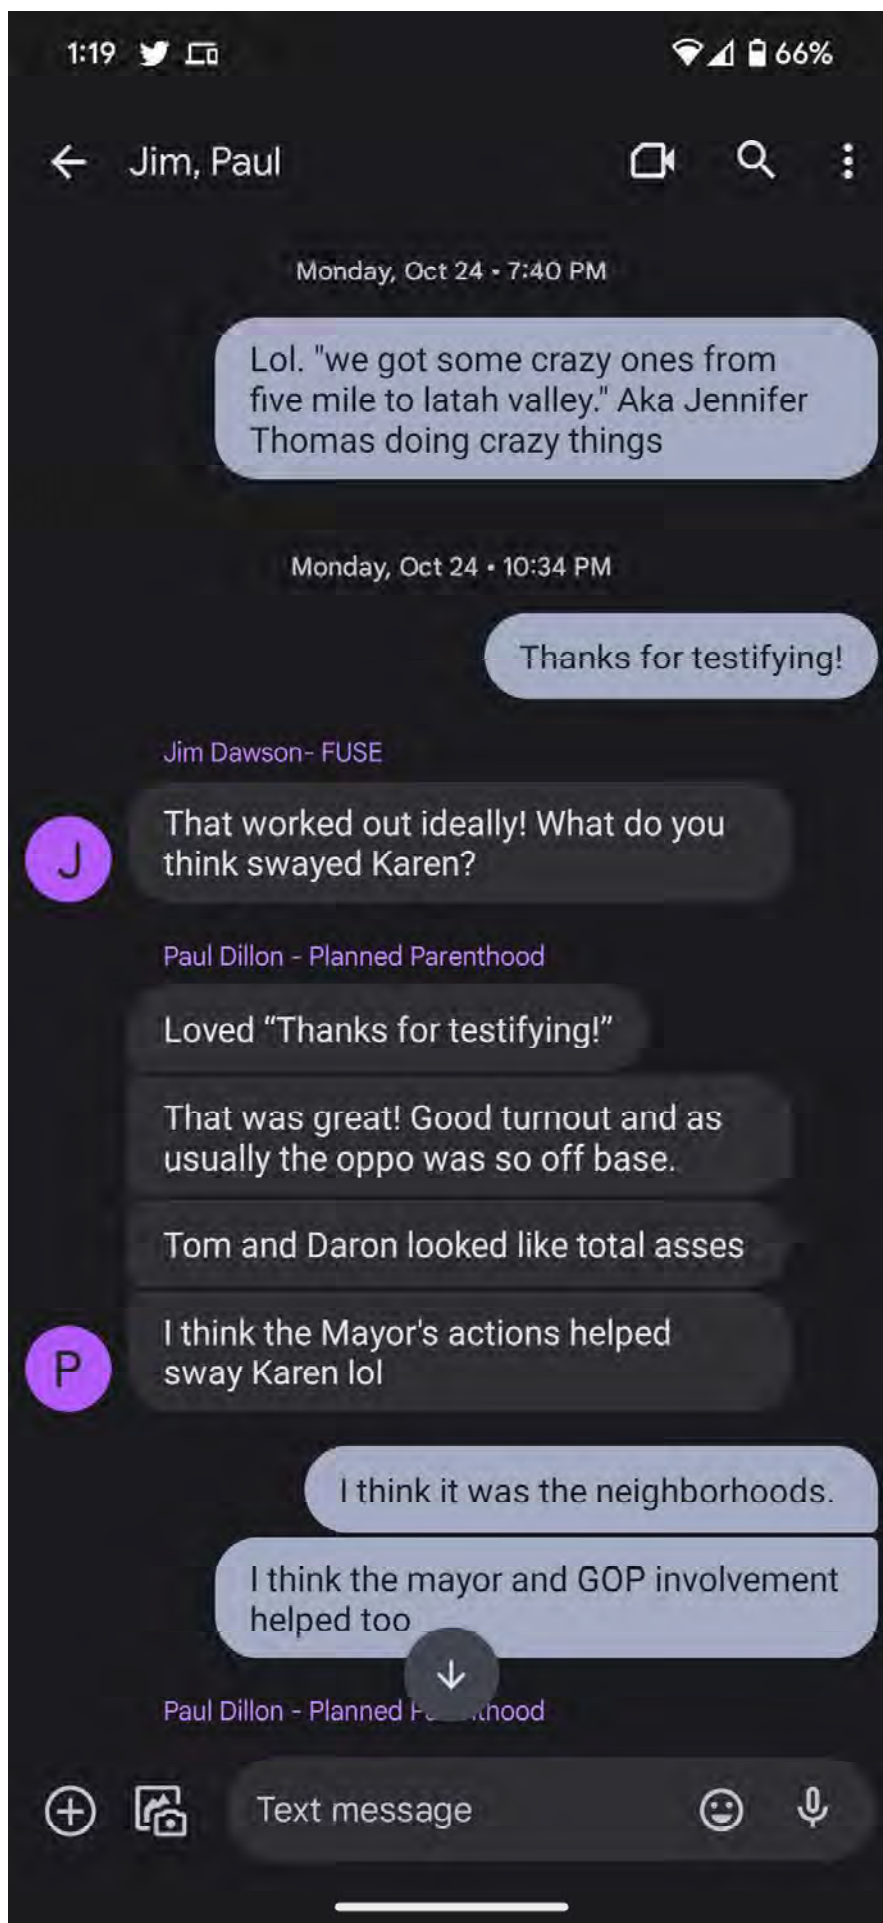 1:19 66%
Jim, Paul
Monday, Oct 24 • 7:40 PM
Lol. "we got some crazy ones from
five mile to latah valley." Aka Jennifer
Thomas doing crazy things
Monday, Oct 24 • 10:34 PM
Thanks for testifying!
Jim Dawson- FUSE
J
That worked out ideally! What do you
think swayed Karen?
Paul Dillon - Planned Parenthood
Loved “Thanks for testifying!”
That was great! Good turnout and as
usually the oppo was so off base.
Tom and Daron looked like total asses
P
I think the Mayor's actions helped
sway Karen lol
I think it was the neighborhoods.
I think the mayor and GOP involvement
helped too
Paul Dillon - Planned
Text message